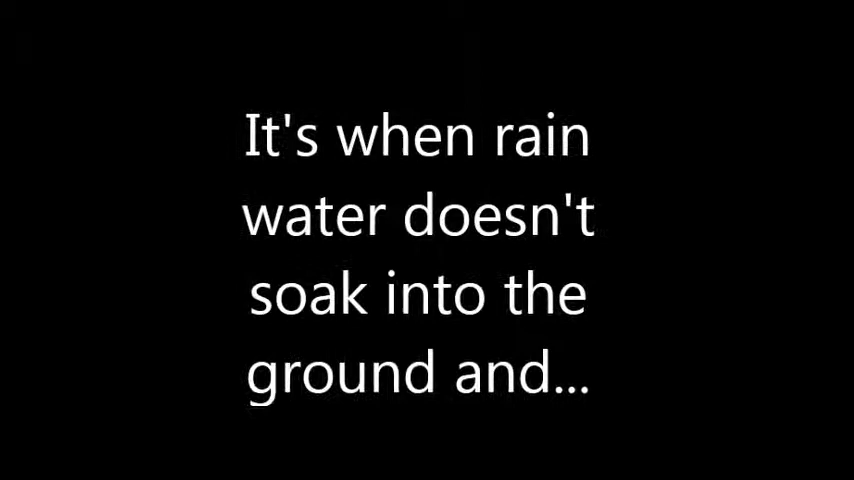 It's when rain
water doesn't
soak into the
ground and...